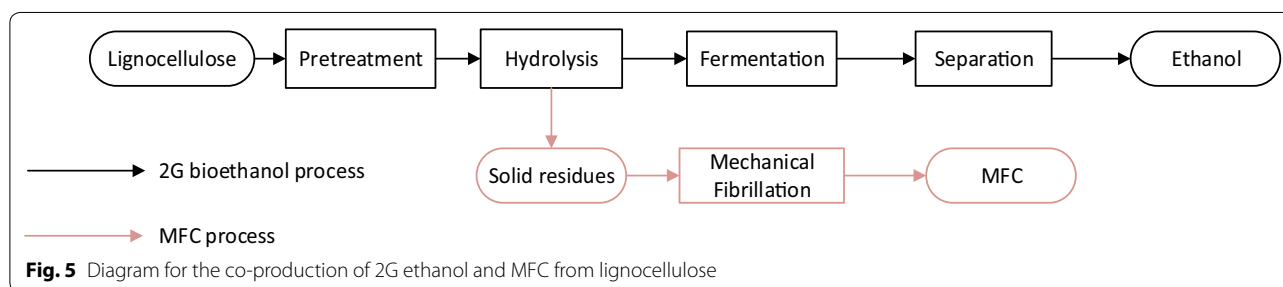 Lignocellulose Pretreatment Hydrolysis Fermentation Separation Ethanol
2G bioethanol process
Solid residues
Mechanical
Fibrillation
MFC
MFC process
Fig. 5 Diagram for the co-production of 2G ethanol and MFC from lignocellulose